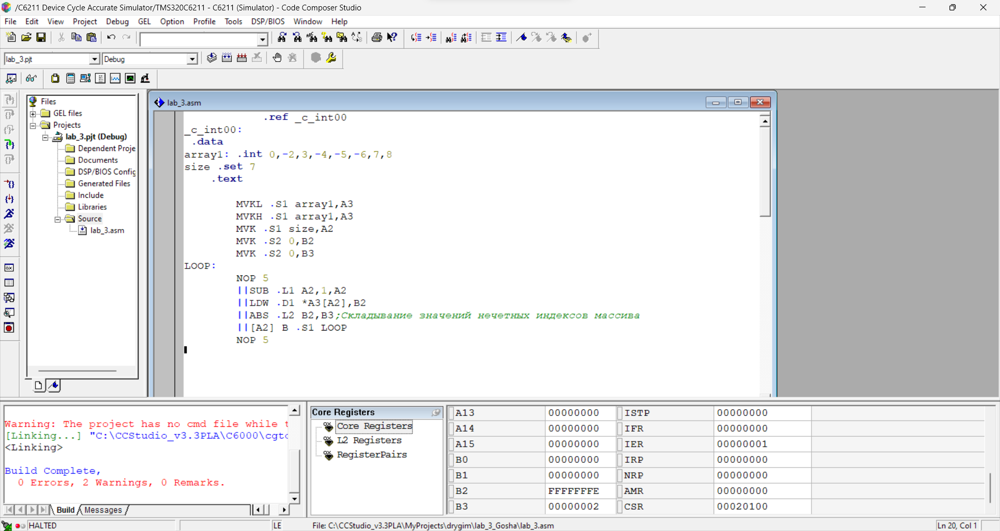 /C6211 Device Cycle Accurate Simulator/TMS320C6211 - C6211 (Simulator) - Code Composer Studio
File Edit View Project Debug GEL Option Profile Tools DSP/BIOS Window Help
lab_3.pjt Debug
Files
GEL files
Projects
lab_3.pjt (Debug)
Dependent Proje
Documents
DSP/BIOS Config
Generated Files
Include
Libraries
Source
lab_3.asm
lab_3.asm
.ref _c_int00
_c_int00:
.data
array1: .int 0,-2,3,-4,-5,-6,7,8
size .set 7
.text
MVKL .S1 array1,A3
MVKH .S1 array1,A3
MVK .S1 size,A2
MVK .S2 0,B2
MVK .S2 0,B3
LOOP:
NOP 5
||SUB .L1 A2,1,A2
||LDW .D1 *A3[A2],B2
||ABS .L2 B2,B3;Складывание значений нечетных индексов массива
||[A2] B .S1 LOOP
NOP 5
Warning: The project has no cmd file while t
[Linking...] "C:\CCStudio_v3.3PLA\C6000\cgto
<Linking>
Build Complete,
0 Errors, 2 Warnings, 0 Remarks.
Build Messages
Core Registers
Core Registers
L2 Registers
RegisterPairs
A13 00000000 ISTP 00000000
A14 00000000 IFR 00000000
A15 00000000 IER 00000001
B0 00000000 IRP 00000000
B1 00000000 NRP 00000000
B2 FFFFFFFE AMR 00000000
B3 00000002 CSR 00020100
HALTED LE File: C:\CCStudio_v3.3PLA\MyProjects\drygim\lab_3_Gosha\lab_3.asm Ln 20, Col 1